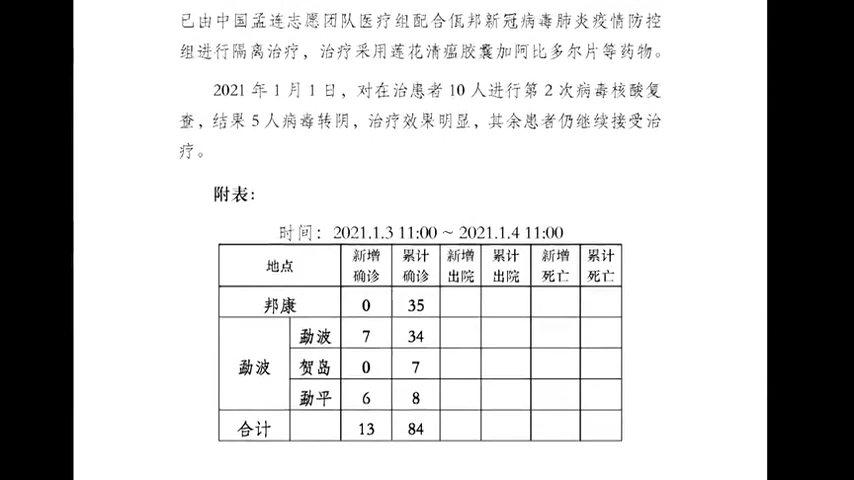 已由中国孟连志愿团队医疗组配合佤邦新冠病毒肺炎疫情防控
组进行隔离治疗，治疗采用莲花清瘟胶囊加阿比多尔片等药物。
2021 年 1 月 1 日，对在治患者 10 人进行第 2 次病毒核酸复
查，结果 5 人病毒转阴，治疗效果明显，其余患者仍继续接受治
疗。
附表：
时间：2021.1.3 11:00 ~ 2021.1.4 11:00
地点 新增确诊 累计确诊 新增出院 累计出院 新增死亡 累计死亡
邦康 0 35
勐波 勐波 7 34
贺岛 0 7
勐平 6 8
合计 13 84